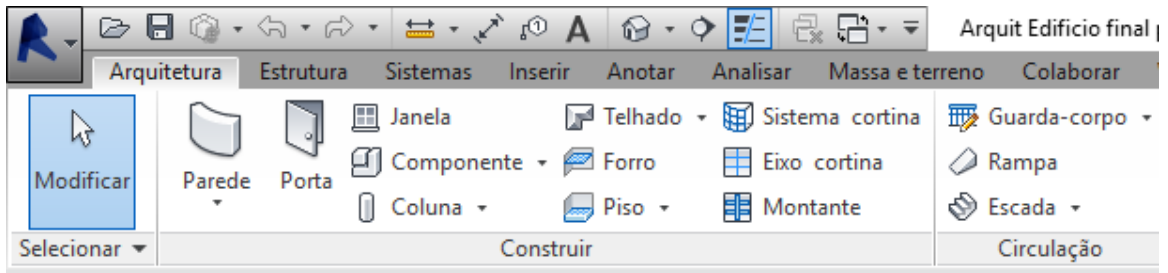 Arquit Edificio final
Arquitetura Estrutura Sistemas Inserir Anotar Analisar Massa e terreno Colaborar
Modificar
Parede
Porta
Janela
Componente
Coluna
Telhado
Forro
Piso
Sistema cortina
Eixo cortina
Montante
Guarda-corpo
Rampa
Escada
Selecionar
Construir
Circulação